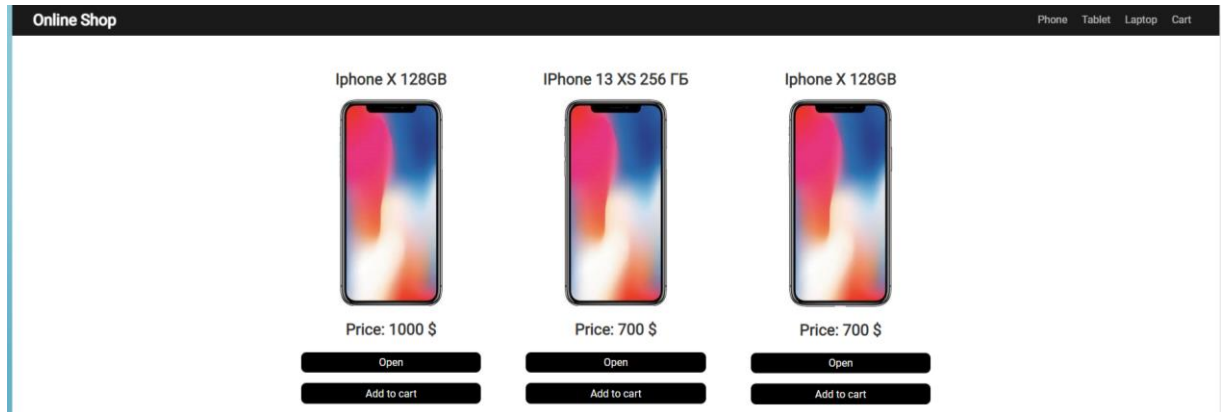 Online Shop
Phone Tablet Laptop Cart
Iphone X 128GB
IPhone 13 XS 256 ГБ
Iphone X 128GB
Price: 1000 $
Price: 700 $
Price: 700 $
Open
Open
Open
Add to cart
Add to cart
Add to cart